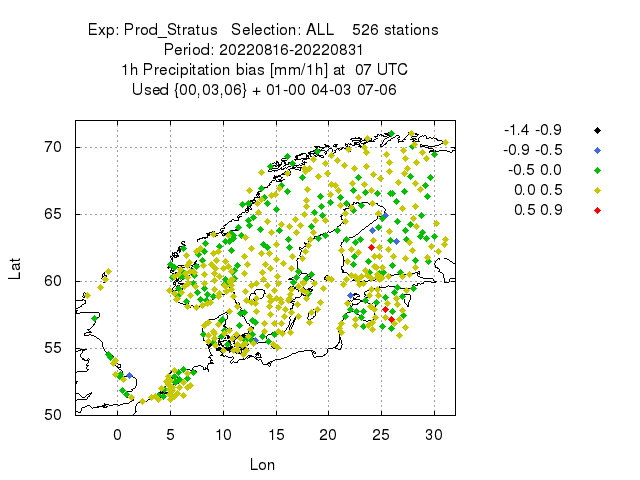 Exp: Prod_Stratus Selection: ALL 526 stations
Period: 20220816-20220831
1h Precipitation bias [mm/1h] at 07 UTC
Used {00,03,06} + 01-00 04-03 07-06
-1.4 -0.9
-0.9 -0.5
-0.5 0.0
0.0 0.5
0.5 0.9
70
65
60
55
50
Lat
0 5 10 15 20 25 30
Lon